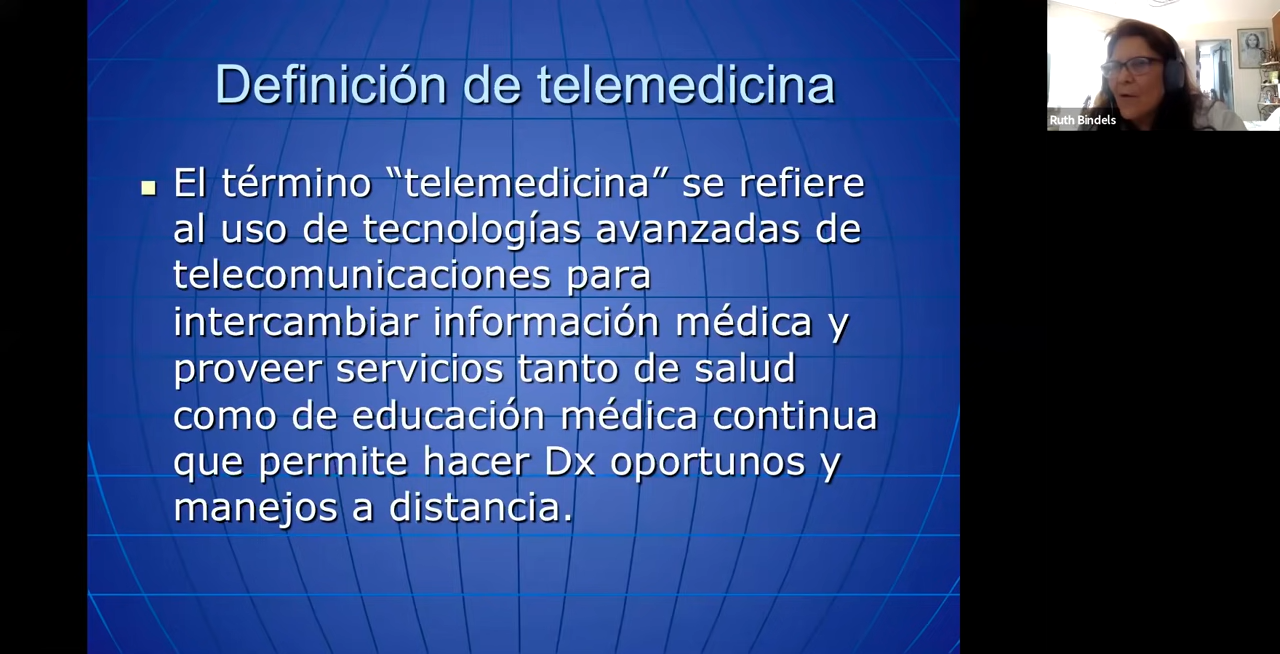 Definición de telemedicina
El término “telemedicina” se refiere
al uso de tecnologías avanzadas de
telecomunicaciones para
intercambiar información médica y
proveer servicios tanto de salud
como de educación médica continua
que permite hacer Dx oportunos y
manejos a distancia.
Ruth Bindels